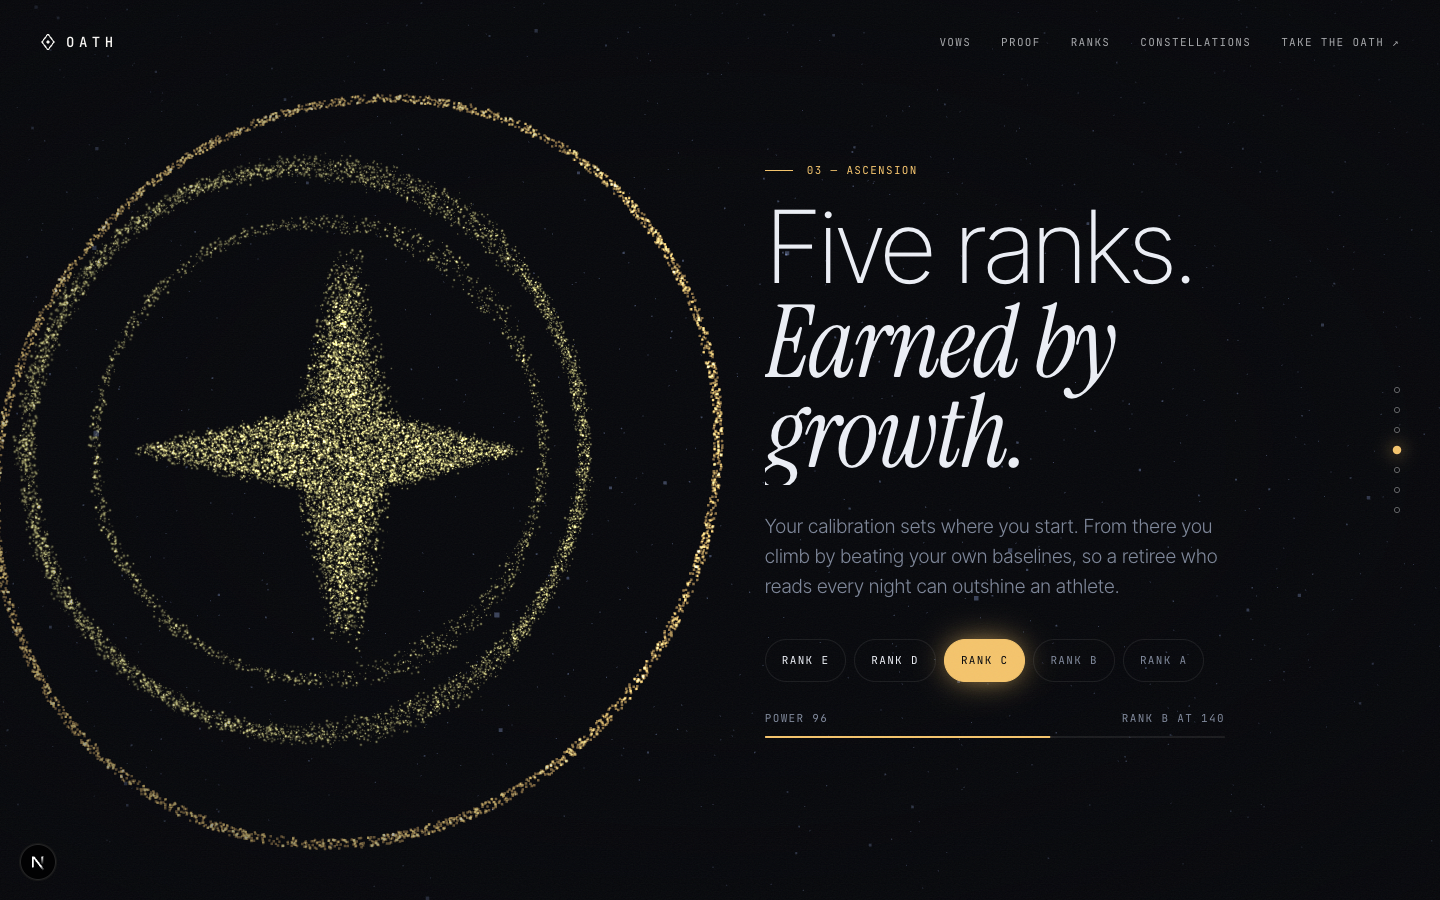 OATH
VOWS PROOF RANKS CONSTELLATIONS TAKE THE OATH ↗
03 — ASCENSION
Five ranks.
Earned by
growth.
Your calibration sets where you start. From there you
climb by beating your own baselines, so a retiree who
reads every night can outshine an athlete.
RANK E RANK D RANK C RANK B RANK A
POWER 96 RANK B AT 140
N